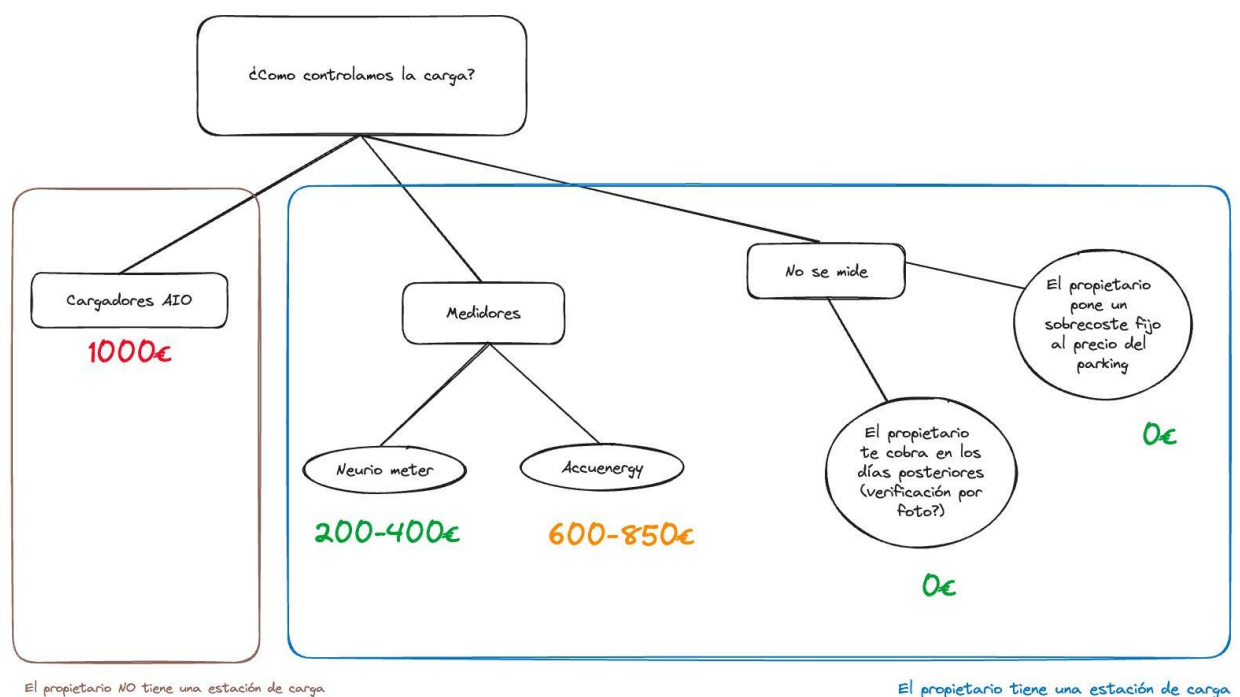 ¿Como controlamos la carga?
Cargadores AIO
1000€
Medidores
Neurio meter
200-400€
Accuenergy
600-850€
No se mide
El propietario
te cobra en los
días posteriores
(verificación por
foto?)
0€
El propietario
pone un
sobrecoste fijo
al precio del
parking
0€
El propietario NO tiene una estación de carga
El propietario tiene una estación de carga